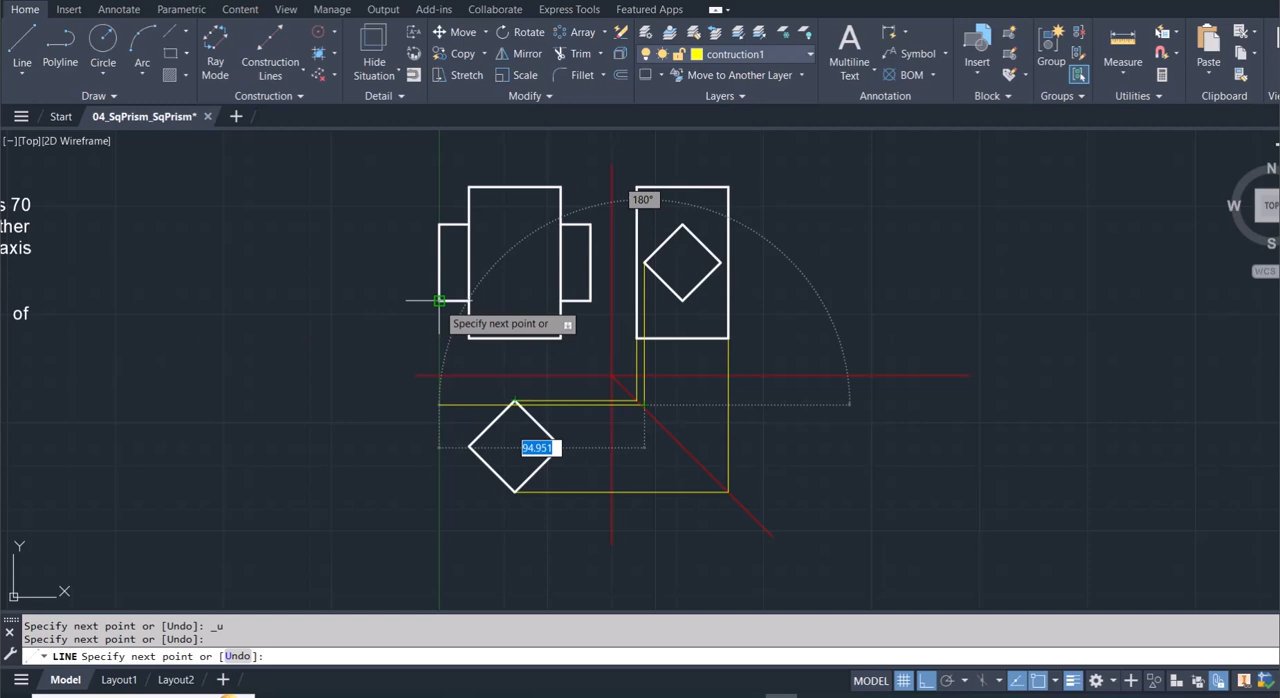 Home Insert Annotate Parametric Content View Manage Output Add-ins Collaborate Express Tools Featured Apps
Line Polyline Circle Arc Ray Mode Construction Lines Hide Situation Move Rotate Array
Copy Mirror Trim
Stretch Scale Fillet
contruction1
Move to Another Layer
Multiline Text Symbol
BOM
Insert Group Measure Paste
Draw Construction Detail Modify Layers Annotation Block Groups Utilities Clipboard
Start 04_SqPrism_SqPrism*
[−][Top][2D Wireframe]
s 70
ther
axis
of
180°
N
W TOP
S
WCS
Specify next point or
94.951
Y
X
Specify next point or [Undo]: _u
Specify next point or [Undo]:
LINE Specify next point or [Undo]:
Model Layout1 Layout2 MODEL